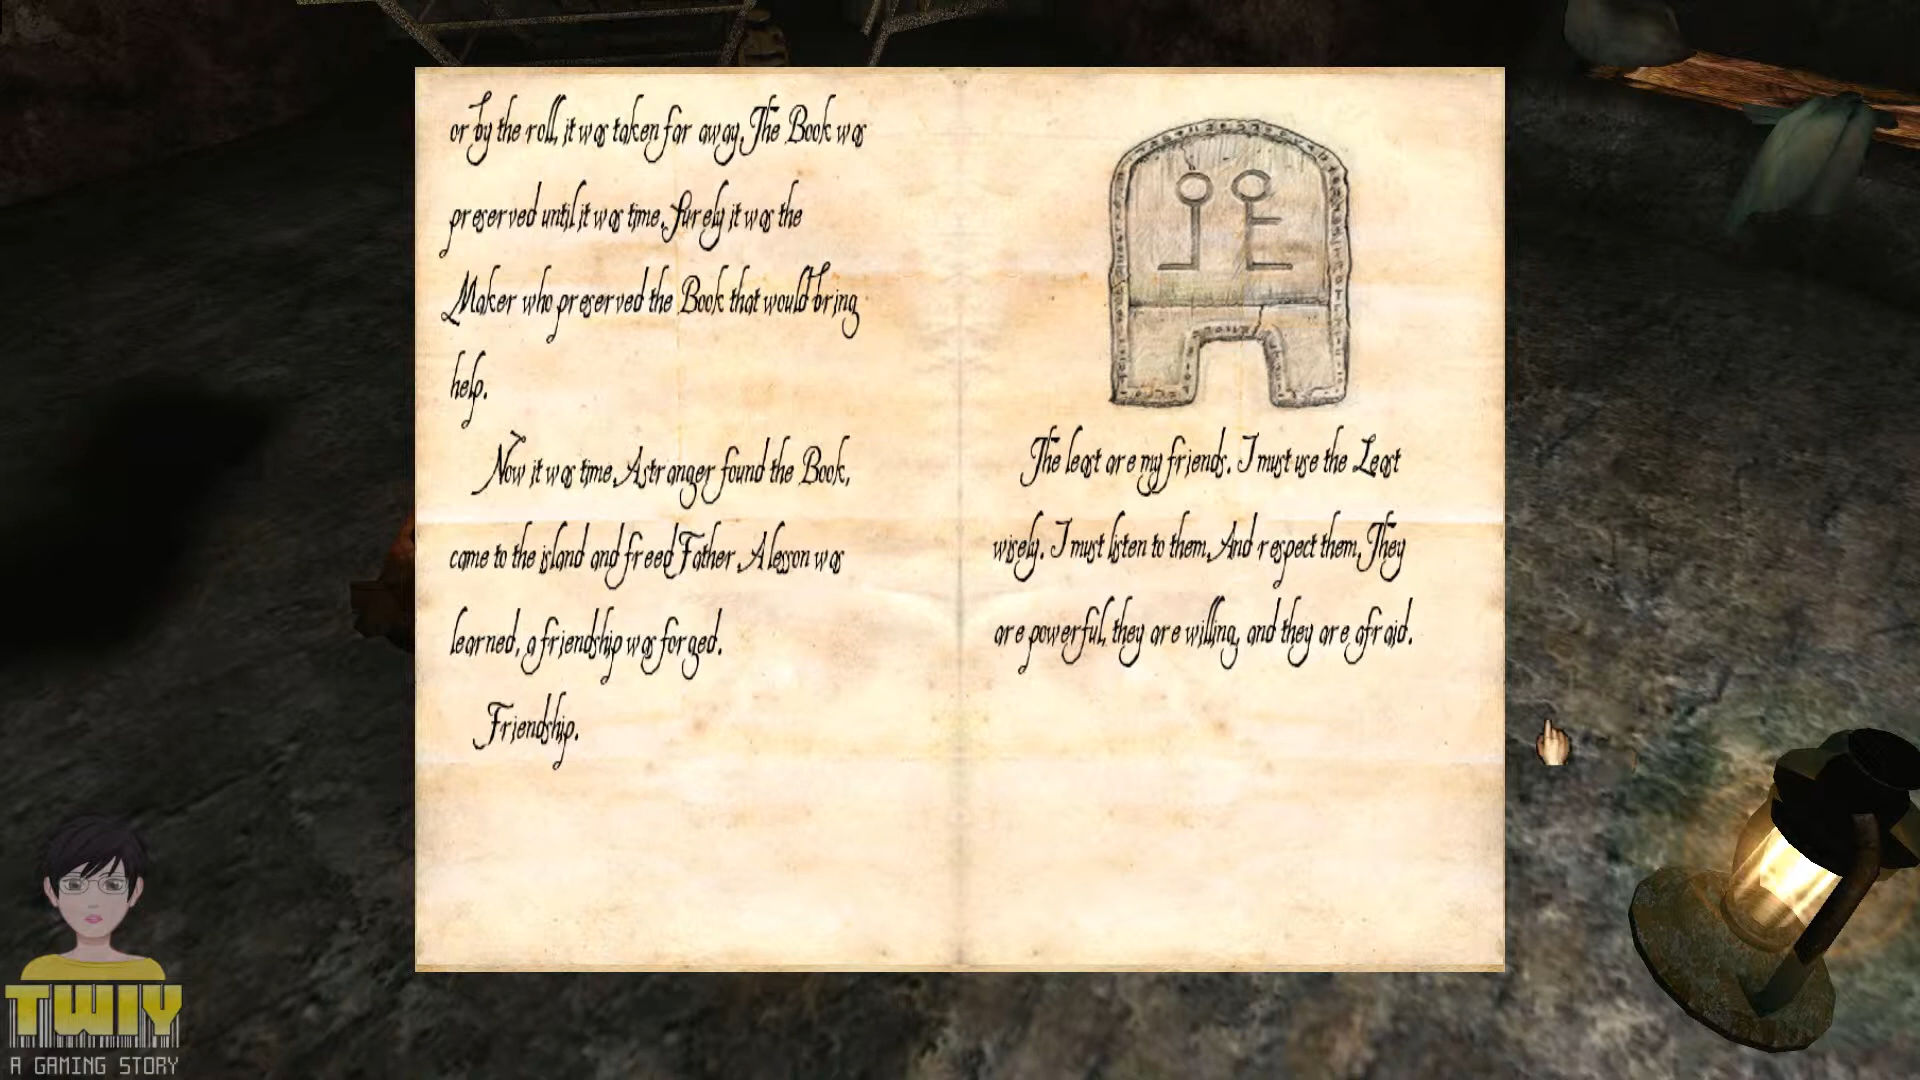 or by the roll, it was taken far away. The Book was
preserved until it was time. Surely it was the
Maker who preserved the Book that would bring
help.
Now it was time. A stranger found the Book,
came to the island and freed Father. A lesson was
learned, a friendship was forged.
Friendship.
The least are my friends. I must use the Least
wisely. I must listen to them. And respect them. They
are powerful, they are willing, and they are afraid.
TWIY
A GAMING STORY